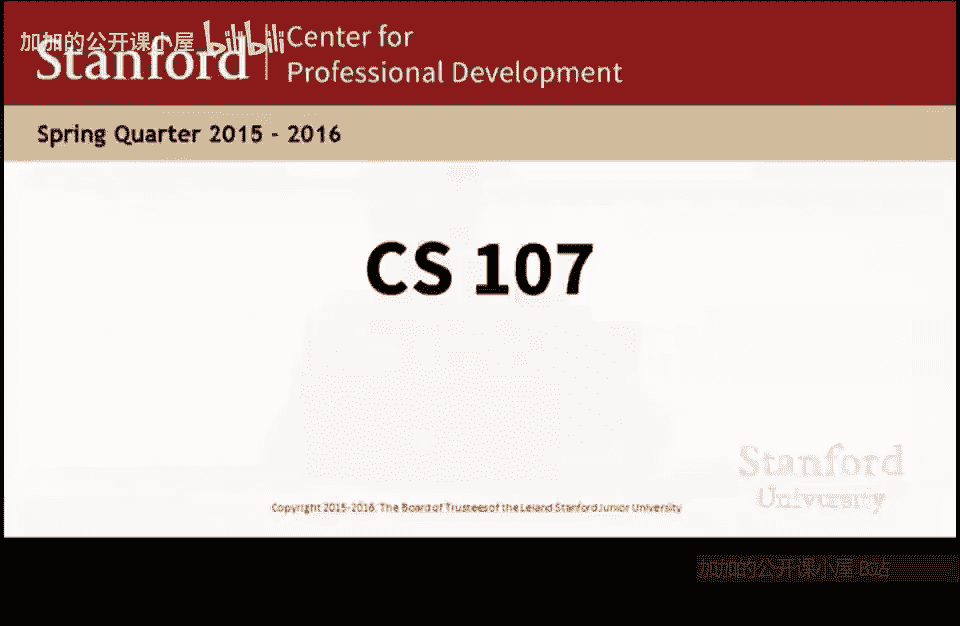 加加的公开课小屋 bilibili
Stanford | Center for
Professional Development
Spring Quarter 2015 - 2016
CS 107
Stanford
University
Copyright 2015-2016. The Board of Trustees of the Leland Stanford Junior University
加加的公开课小屋 B站